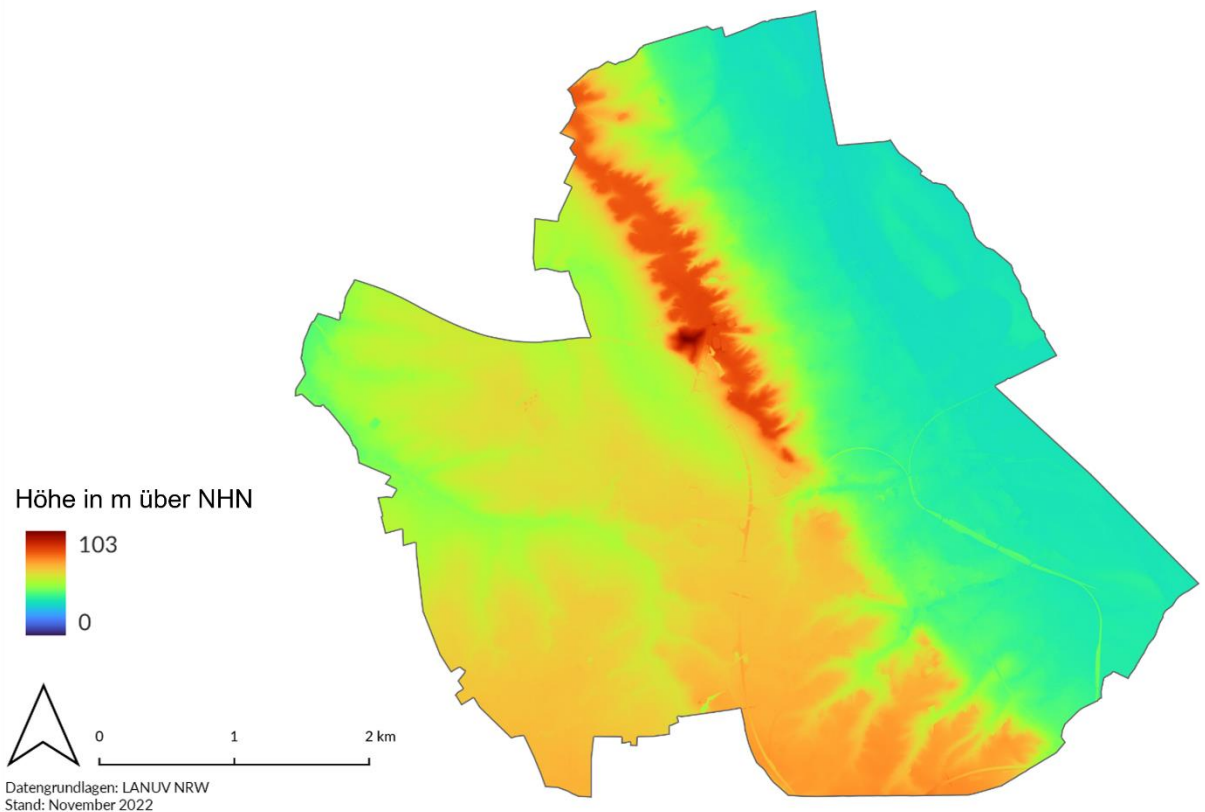 Höhe in m über NHN
103
0
0 1 2 km
Datengrundlagen: LANUV NRW
Stand: November 2022